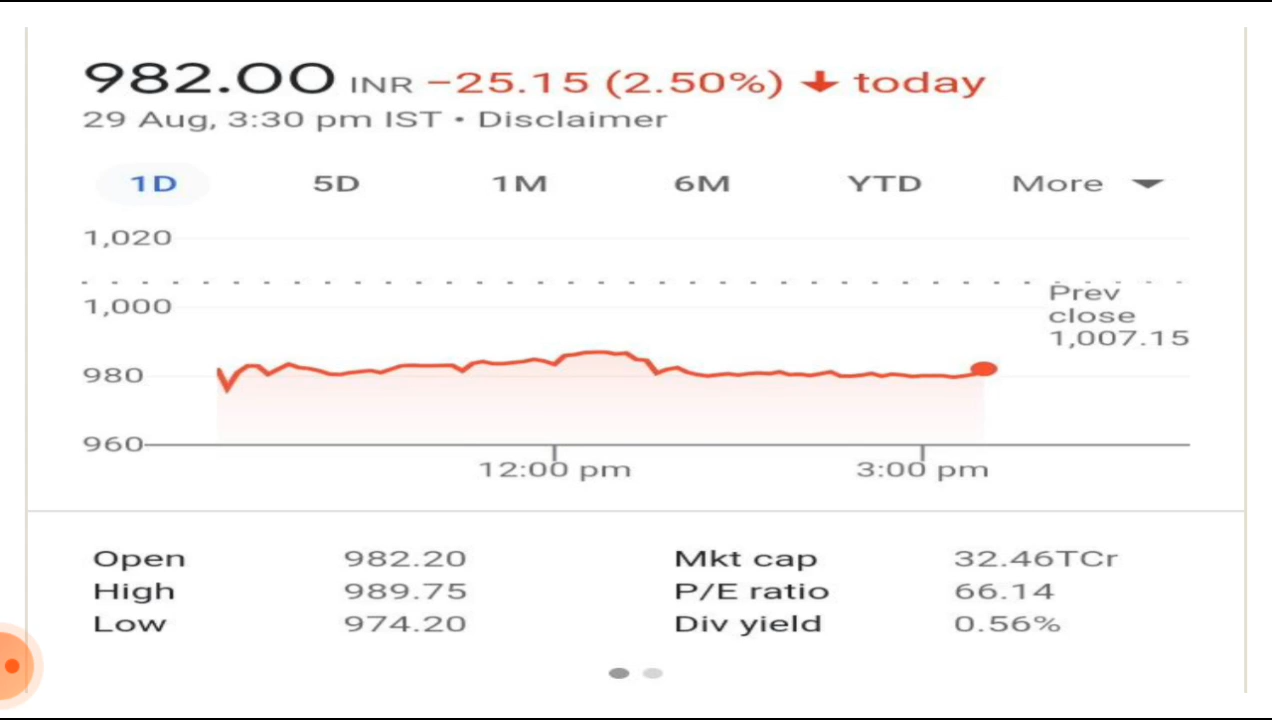 982.00 INR −25.15 (2.50%) ↓ today
29 Aug, 3:30 pm IST • Disclaimer
1D 5D 1M 6M YTD More
1,020
1,000
980
960
Prev
close
1,007.15
12:00 pm 3:00 pm
Open 982.20 Mkt cap 32.46TCr
High 989.75 P/E ratio 66.14
Low 974.20 Div yield 0.56%